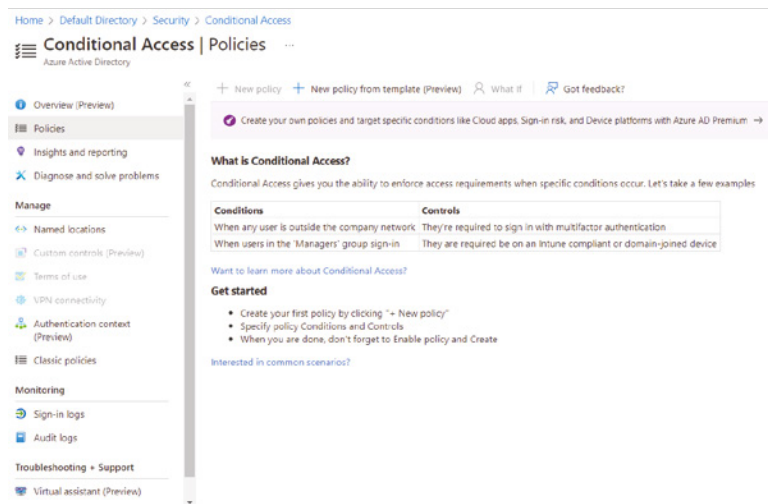 Home > Default Directory > Security > Conditional Access
Conditional Access | Policies ...
Azure Active Directory
«
Overview (Preview)
Policies
Insights and reporting
Diagnose and solve problems
Manage
Named locations
Custom controls (Preview)
Terms of use
VPN connectivity
Authentication context
(Preview)
Classic policies
Monitoring
Sign-in logs
Audit logs
Troubleshooting + Support
Virtual assistant (Preview)
+ New policy + New policy from template (Preview) What If Got feedback?
Create your own policies and target specific conditions like Cloud apps, Sign-in risk, and Device platforms with Azure AD Premium →
What is Conditional Access?
Conditional Access gives you the ability to enforce access requirements when specific conditions occur. Let's take a few examples
Conditions Controls
When any user is outside the company network They're required to sign in with multifactor authentication
When users in the 'Managers' group sign-in They are required be on an Intune compliant or domain-joined device
Want to learn more about Conditional Access?
Get started
• Create your first policy by clicking "+ New policy"
• Specify policy Conditions and Controls
• When you are done, don't forget to Enable policy and Create
Interested in common scenarios?